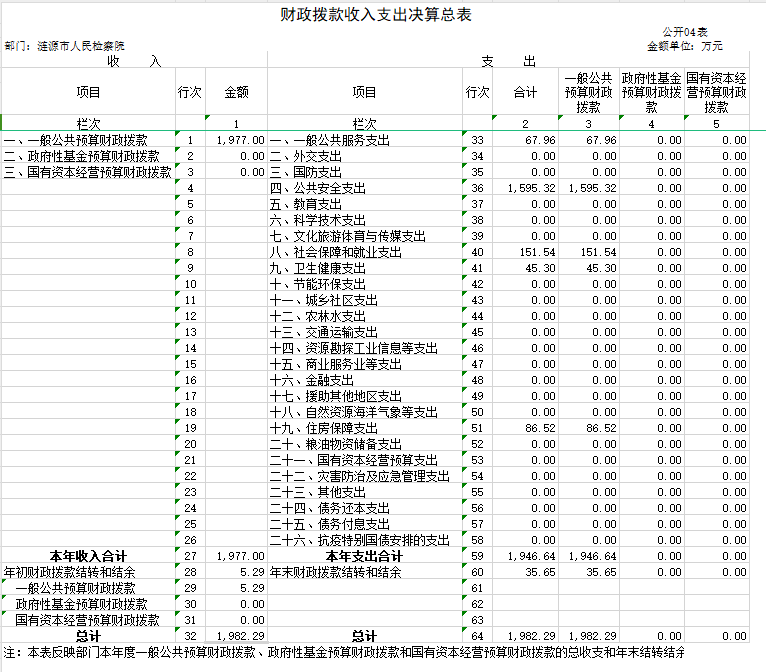 财政拨款收入支出决算总表
公开04表
部门：涟源市人民检察院 金额单位：万元
收 入 支 出
项目 行次 金额 项目 行次 合计 一般公共预算财政拨款 政府性基金预算财政拨款 国有资本经营预算财政拨款
栏次 1 栏次 2 3 4 5
一、一般公共预算财政拨款 1 1,977.00 一、一般公共服务支出 33 67.96 67.96 0.00 0.00
二、政府性基金预算财政拨款 2 0.00 二、外交支出 34 0.00 0.00 0.00 0.00
三、国有资本经营预算财政拨款 3 0.00 三、国防支出 35 0.00 0.00 0.00 0.00
4 四、公共安全支出 36 1,595.32 1,595.32 0.00 0.00
5 五、教育支出 37 0.00 0.00 0.00 0.00
6 六、科学技术支出 38 0.00 0.00 0.00 0.00
7 七、文化旅游体育与传媒支出 39 0.00 0.00 0.00 0.00
8 八、社会保障和就业支出 40 151.54 151.54 0.00 0.00
9 九、卫生健康支出 41 45.30 45.30 0.00 0.00
10 十、节能环保支出 42 0.00 0.00 0.00 0.00
11 十一、城乡社区支出 43 0.00 0.00 0.00 0.00
12 十二、农林水支出 44 0.00 0.00 0.00 0.00
13 十三、交通运输支出 45 0.00 0.00 0.00 0.00
14 十四、资源勘探工业信息等支出 46 0.00 0.00 0.00 0.00
15 十五、商业服务业等支出 47 0.00 0.00 0.00 0.00
16 十六、金融支出 48 0.00 0.00 0.00 0.00
17 十七、援助其他地区支出 49 0.00 0.00 0.00 0.00
18 十八、自然资源海洋气象等支出 50 0.00 0.00 0.00 0.00
19 十九、住房保障支出 51 86.52 86.52 0.00 0.00
20 二十、粮油物资储备支出 52 0.00 0.00 0.00 0.00
21 二十一、国有资本经营预算支出 53 0.00 0.00 0.00 0.00
22 二十二、灾害防治及应急管理支出 54 0.00 0.00 0.00 0.00
23 二十三、其他支出 55 0.00 0.00 0.00 0.00
24 二十四、债务还本支出 56 0.00 0.00 0.00 0.00
25 二十五、债务付息支出 57 0.00 0.00 0.00 0.00
26 二十六、抗疫特别国债安排的支出 58 0.00 0.00 0.00 0.00
本年收入合计 27 1,977.00 本年支出合计 59 1,946.64 1,946.64 0.00 0.00
年初财政拨款结转和结余 28 5.29 年末财政拨款结转和结余 60 35.65 35.65 0.00 0.00
一般公共预算财政拨款 29 5.29 61
政府性基金预算财政拨款 30 0.00 62
国有资本经营预算财政拨款 31 0.00 63
总计 32 1,982.29 总计 64 1,982.29 1,982.29 0.00 0.00
注：本表反映部门本年度一般公共预算财政拨款、政府性基金预算财政拨款和国有资本经营预算财政拨款的总收支和年末结转结余